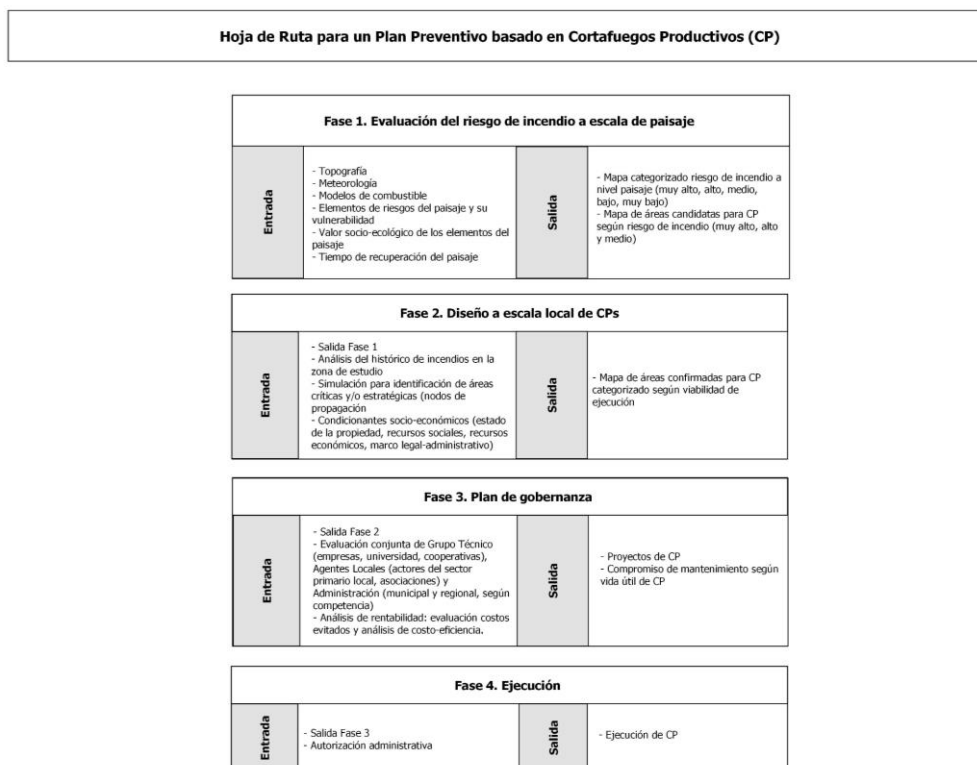 Hoja de Ruta para un Plan Preventivo basado en Cortafuegos Productivos (CP)
Fase 1. Evaluación del riesgo de incendio a escala de paisaje
Entrada
- Topografía
- Meteorología
- Modelos de combustible
- Elementos de riesgos del paisaje y su
vulnerabilidad
- Valor socio-ecológico de los elementos del
paisaje
- Tiempo de recuperación del paisaje
Salida
- Mapa categorizado riesgo de incendio a
nivel paisaje (muy alto, alto, medio,
bajo, muy bajo)
- Mapa de áreas candidatas para CP
según riesgo de incendio (muy alto, alto
y medio)
Fase 2. Diseño a escala local de CPs
Entrada
- Salida Fase 1
- Análisis del histórico de incendios en la
zona de estudio
- Simulación para identificación de áreas
críticas y/o estratégicas (nodos de
propagación
- Condicionantes socio-económicos (estado
de la propiedad, recursos sociales, recursos
económicos, marco legal-administrativo)
Salida
- Mapa de áreas confirmadas para CP
categorizado según viabilidad de
ejecución
Fase 3. Plan de gobernanza
Entrada
- Salida Fase 2
- Evaluación conjunta de Grupo Técnico
(empresas, universidad, cooperativas),
Agentes Locales (actores del sector
primario local, asociaciones) y
Administración (municipal y regional, según
competencia)
- Análisis de rentabilidad: evaluación costos
evitados y análisis de costo-eficiencia.
Salida
- Proyectos de CP
- Compromiso de mantenimiento según
vida útil de CP
Fase 4. Ejecución
Entrada
- Salida Fase 3
- Autorización administrativa
Salida
- Ejecución de CP